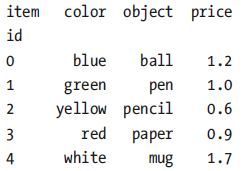 item color object price
id
0 blue ball 1.2
1 green pen 1.0
2 yellow pencil 0.6
3 red paper 0.9
4 white mug 1.7